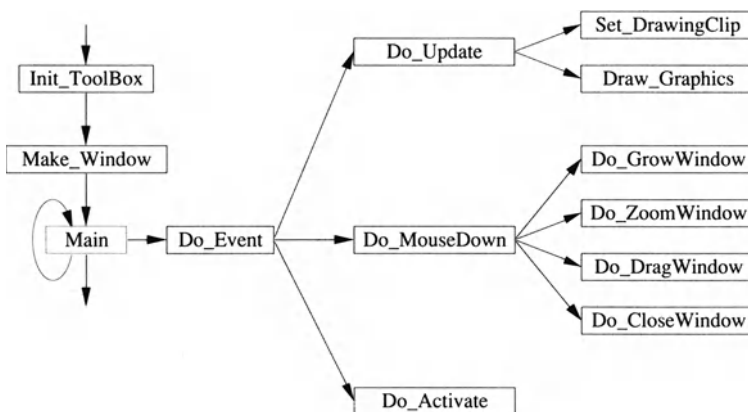 Init_ToolBox
Make_Window
Main
Do_Event
Do_Update
Set_DrawingClip
Draw_Graphics
Do_MouseDown
Do_GrowWindow
Do_ZoomWindow
Do_DragWindow
Do_CloseWindow
Do_Activate